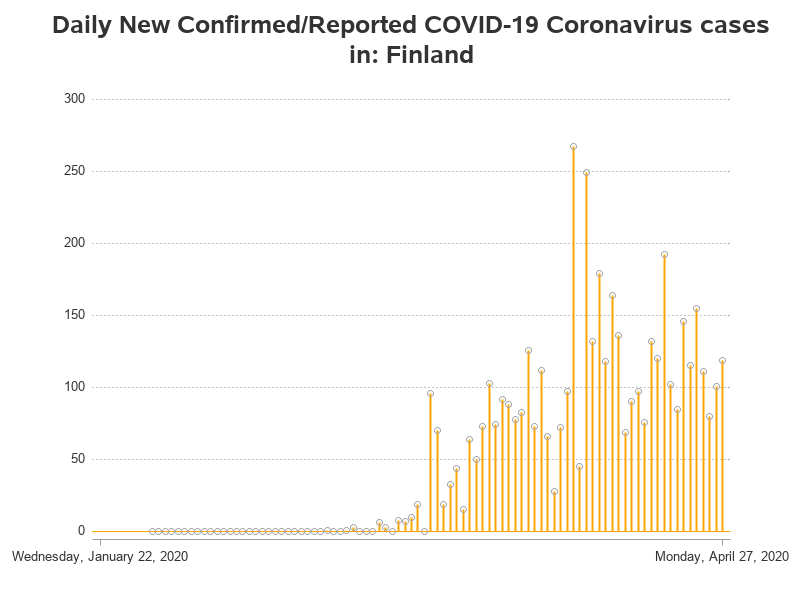 Daily New Confirmed/Reported COVID-19 Coronavirus cases
in: Finland
300
250
200
150
100
50
0
Wednesday, January 22, 2020
Monday, April 27, 2020